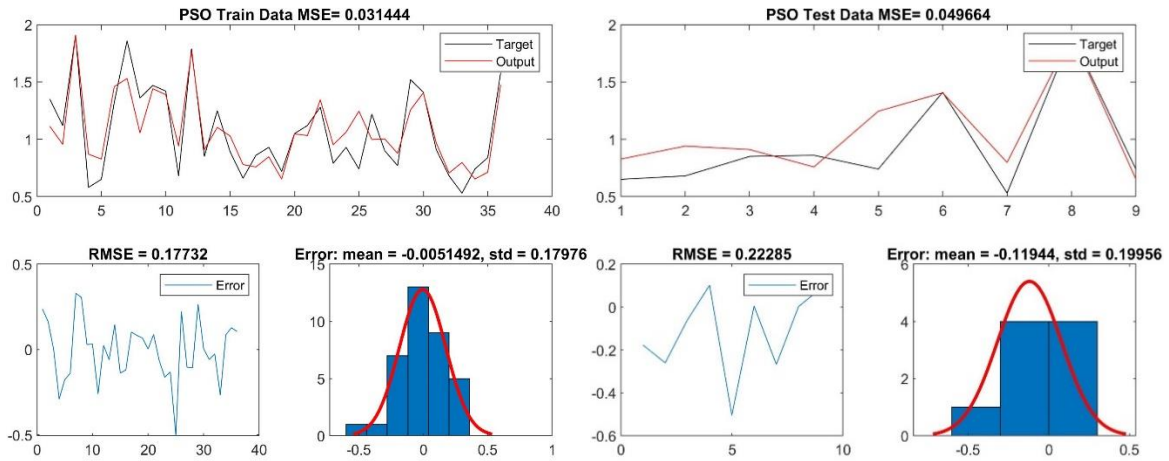 PSO Train Data MSE= 0.031444
2
1.5
1
0.5
Target
Output
0 5 10 15 20 25 30 35 40
PSO Test Data MSE= 0.049664
2
1.5
1
0.5
Target
Output
1 2 3 4 5 6 7 8 9
RMSE = 0.17732
0.5
0
-0.5
Error
0 10 20 30 40
Error: mean = -0.0051492, std = 0.17976
15
10
5
0
-1 -0.5 0 0.5 1
RMSE = 0.22285
0.2
0
-0.2
-0.4
-0.6
Error
0 5 10
Error: mean = -0.11944, std = 0.19956
6
4
2
0
-0.5 0 0.5